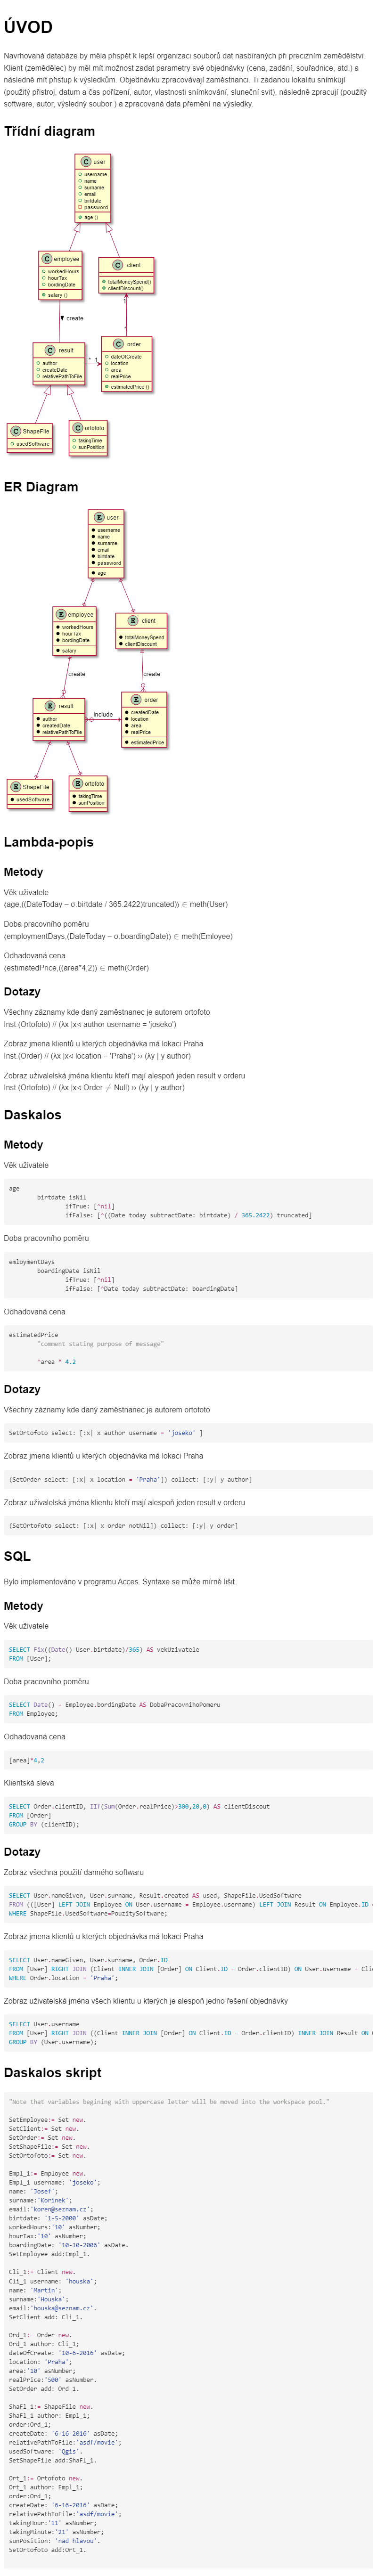 ÚVOD
Navrhovaná databáze by měla přispět k lepší organizaci souborů dat nasbíraných při precizním zemědělství.
Klient (zemědělec) by měl mít možnost zadat parametry své objednávky (cena, zadání, souřadnice, atd.) a
následně mít přístup k výsledkům. Objednávku zpracovávají zaměstnanci. Ti zadanou lokalitu snímkují
(použitý přístroj, datum a čas pořízení, autor, vlastnosti snímkování, sluneční svit), následně zpracují (použitý
software, autor, výsledný soubor ) a zpracovaná data přemění na výsledky.
Třídní diagram
C user
username
name
surname
email
birtdate
password
age ()
C employee
workedHours
hourTax
bordingDate
salary ()
C client
totalMoneySpend()
clientDiscount()
create
1
*
C result
author
createDate
relativePathToFile
* 1
C order
dateOfCreate
location
area
realPrice
estimatedPrice ()
C ShapeFile
usedSoftware
C ortofoto
takingTime
sunPosition
ER Diagram
E user
username
name
surname
email
birtdate
password
age
E employee
workedHours
hourTax
bordingDate
salary
E client
totalMoneySpend
clientDiscount
create
create
E result
author
createdDate
relativePathToFile
include
E order
createdDate
location
area
realPrice
estimatedPrice
E ShapeFile
usedSoftware
E ortofoto
takingTime
sunPosition
Lambda-popis
Metody
Věk uživatele
⟨age,((DateToday – σ.birtdate / 365.2422)truncated)⟩ ∈ meth(User)
Doba pracovního poměru
⟨employmentDays,(DateToday – σ.boardingDate)⟩ ∈ meth(Emloyee)
Odhadovaná cena
⟨estimatedPrice,((area*4,2⟩ ∈ meth(Order)
Dotazy
Všechny záznamy kde daný zaměstnanec je autorem ortofoto
Inst.(Ortofoto) // (λx |x⊲ author username = 'joseko')
Zobraz jmena klientů u kterých objednávka má lokaci Praha
Inst.(Order) // (λx |x⊲ location = 'Praha') ›› (λy | y author)
Zobraz uživalelská jména klientu kteří mají alespoň jeden result v orderu
Inst.(Ortofoto) // (λx |x⊲ Order ≠ Null) ›› (λy | y author)
Daskalos
Metody
Věk uživatele
age
birtdate isNil
ifTrue: [^nil]
ifFalse: [^((Date today subtractDate: birtdate) / 365.2422) truncated]
Doba pracovního poměru
emloymentDays
boardingDate isNil
ifTrue: [^nil]
ifFalse: [^Date today subtractDate: boardingDate]
Odhadovaná cena
estimatedPrice
"comment stating purpose of message"
^area * 4.2
Dotazy
Všechny záznamy kde daný zaměstnanec je autorem ortofoto
SetOrtofoto select: [:x| x author username = 'joseko' ]
Zobraz jmena klientů u kterých objednávka má lokaci Praha
(SetOrder select: [:x| x location = 'Praha']) collect: [:y| y author]
Zobraz uživalelská jména klientu kteří mají alespoň jeden result v orderu
(SetOrtofoto select: [:x| x order notNil]) collect: [:y| y order]
SQL
Bylo implementováno v programu Acces. Syntaxe se může mírně lišit.
Metody
Věk uživatele
SELECT Fix((Date()-User.birtdate)/365) AS vekUzivatele
FROM [User];
Doba pracovního poměru
SELECT Date() - Employee.bordingDate AS DobaPracovnihoPomeru
FROM Employee;
Odhadovaná cena
[area]*4,2
Klientská sleva
SELECT Order.clientID, IIf(Sum(Order.realPrice)>300,20,0) AS clientDiscout
FROM [Order]
GROUP BY (clientID);
Dotazy
Zobraz všechna použití danného softwaru
SELECT User.nameGiven, User.surname, Result.created AS used, ShapeFile.UsedSoftware
FROM (([User] LEFT JOIN Employee ON User.username = Employee.username) LEFT JOIN Result ON Employee.ID
WHERE ShapeFile.UsedSoftware=PouzitySoftware;
Zobraz jmena klientů u kterých objednávka má lokaci Praha
SELECT User.nameGiven, User.surname, Order.ID
FROM [User] RIGHT JOIN (Client INNER JOIN [Order] ON Client.ID = Order.clientID) ON User.username =
WHERE Order.location = 'Praha';
Zobraz uživatelská jména všech klientu u kterých je alespoň jedno řešení objednávky
SELECT User.username
FROM [User] RIGHT JOIN ((Client INNER JOIN [Order] ON Client.ID = Order.clientID) INNER JOIN Result ON
GROUP BY (User.username);
Daskalos skript
"Note that variables begining with uppercase letter will be moved into the workspace pool."
SetEmployee:= Set new.
SetClient:= Set new.
SetOrder:= Set new.
SetShapeFile:= Set new.
SetOrtofoto:= Set new.
Empl_1:= Employee new.
Empl_1 username: 'joseko';
name: 'Josef';
surname:'Korinek';
email:'koren@seznam.cz';
birtdate: '1-5-2000' asDate;
workedHours:'10' asNumber;
hourTax:'10' asNumber;
boardingDate: '10-10-2006' asDate.
SetEmployee add:Empl_1.
Cli_1:= Client new.
Cli_1 username: 'houska';
name: 'Martin';
surname:'Houska';
email:'houska@seznam.cz'.
SetClient add: Cli_1.
Ord_1:= Order new.
Ord_1 author: Cli_1;
dateOfCreate: '10-6-2016' asDate;
location: 'Praha';
area:'10' asNumber;
realPrice:'500' asNumber.
SetOrder add: Ord_1.
ShaFl_1:= ShapeFile new.
ShaFl_1 author: Empl_1;
order:Ord_1;
createDate: '6-16-2016' asDate;
relativePathToFile:'asdf/movie';
usedSoftware: 'Qgis'.
SetShapeFile add:ShaFl_1.
Ort_1:= Ortofoto new.
Ort_1 author: Empl_1;
order:Ord_1;
createDate: '6-16-2016' asDate;
relativePathToFile:'asdf/movie';
takingHour:'11' asNumber;
takingMinute:'21' asNumber;
sunPosition: 'nad hlavou'.
SetOrtofoto add:Ort_1.